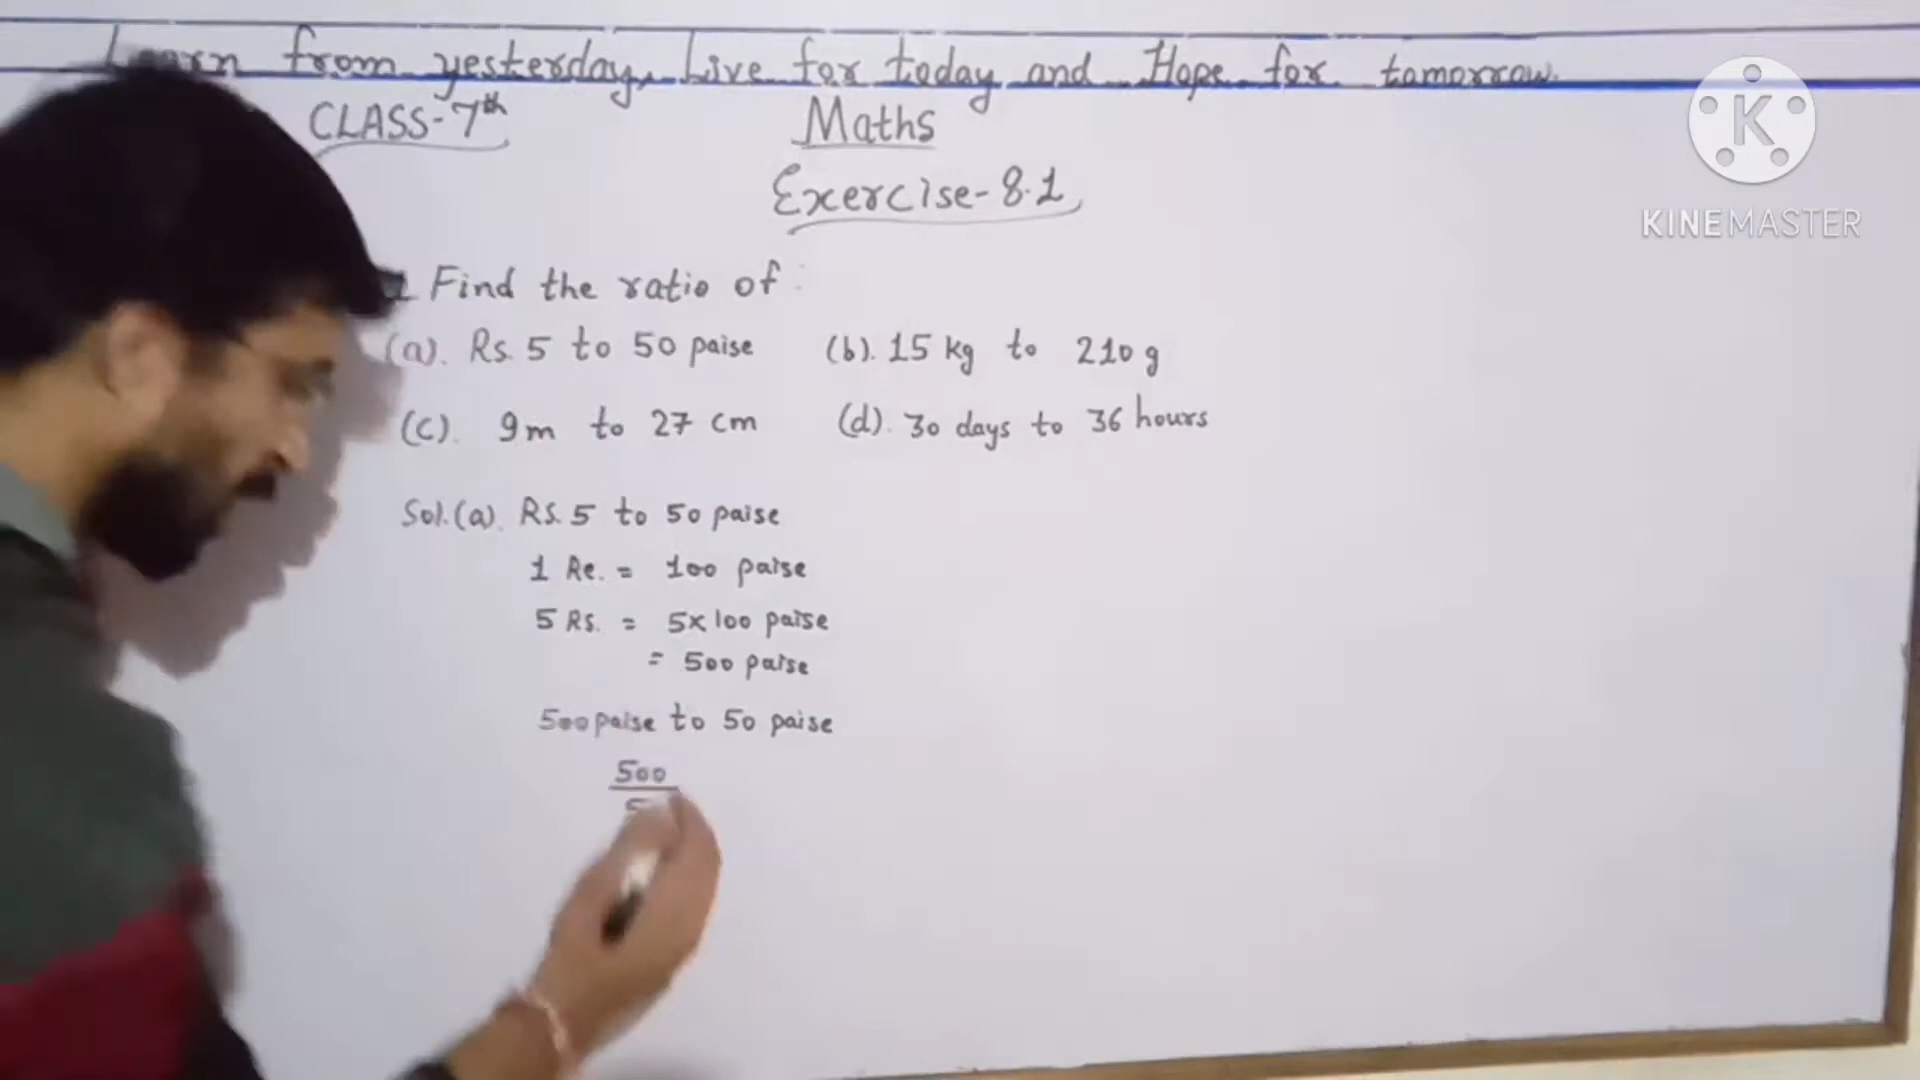 Learn from yesterday, Live for today and Hope for tomorrow.
CLASS-7th Maths
Exercise-8.1
K
KINEMASTER
1 Find the ratio of :
(a). Rs. 5 to 50 paise (b). 15 kg to 210 g
(c). 9m to 27 cm (d). 30 days to 36 hours
Sol.(a). Rs. 5 to 50 paise
1 Re. = 100 paise
5 Rs. = 5x100 paise
= 500 paise
500 paise to 50 paise
500
5